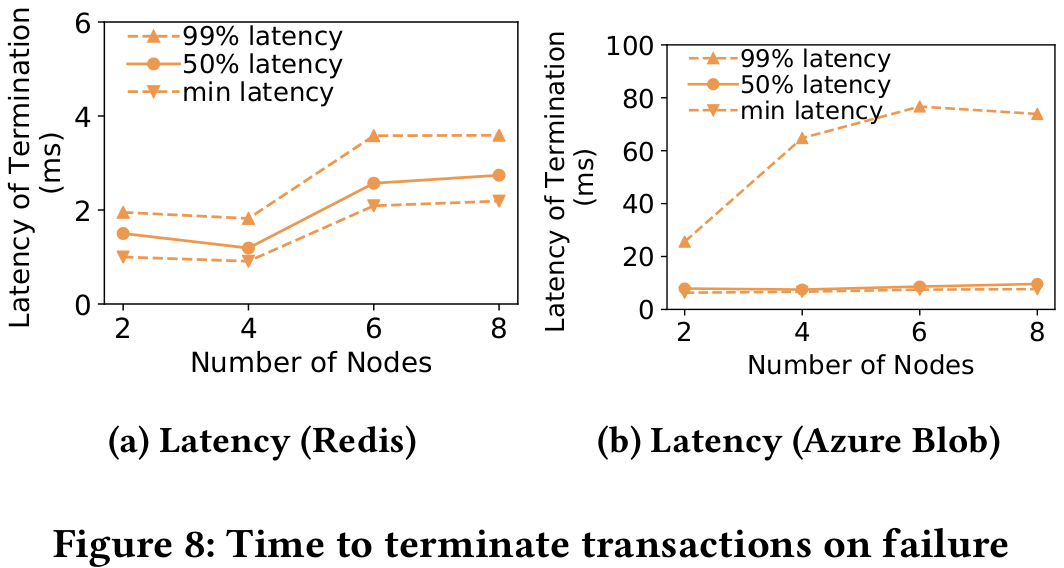 Latency of Termination
(ms)
6
4
2
0
99% latency
50% latency
min latency
2 4 6 8
Number of Nodes
(a) Latency (Redis)
Latency of Termination
(ms)
100
80
60
40
20
0
99% latency
50% latency
min latency
2 4 6 8
Number of Nodes
(b) Latency (Azure Blob)
Figure 8: Time to terminate transactions on failure